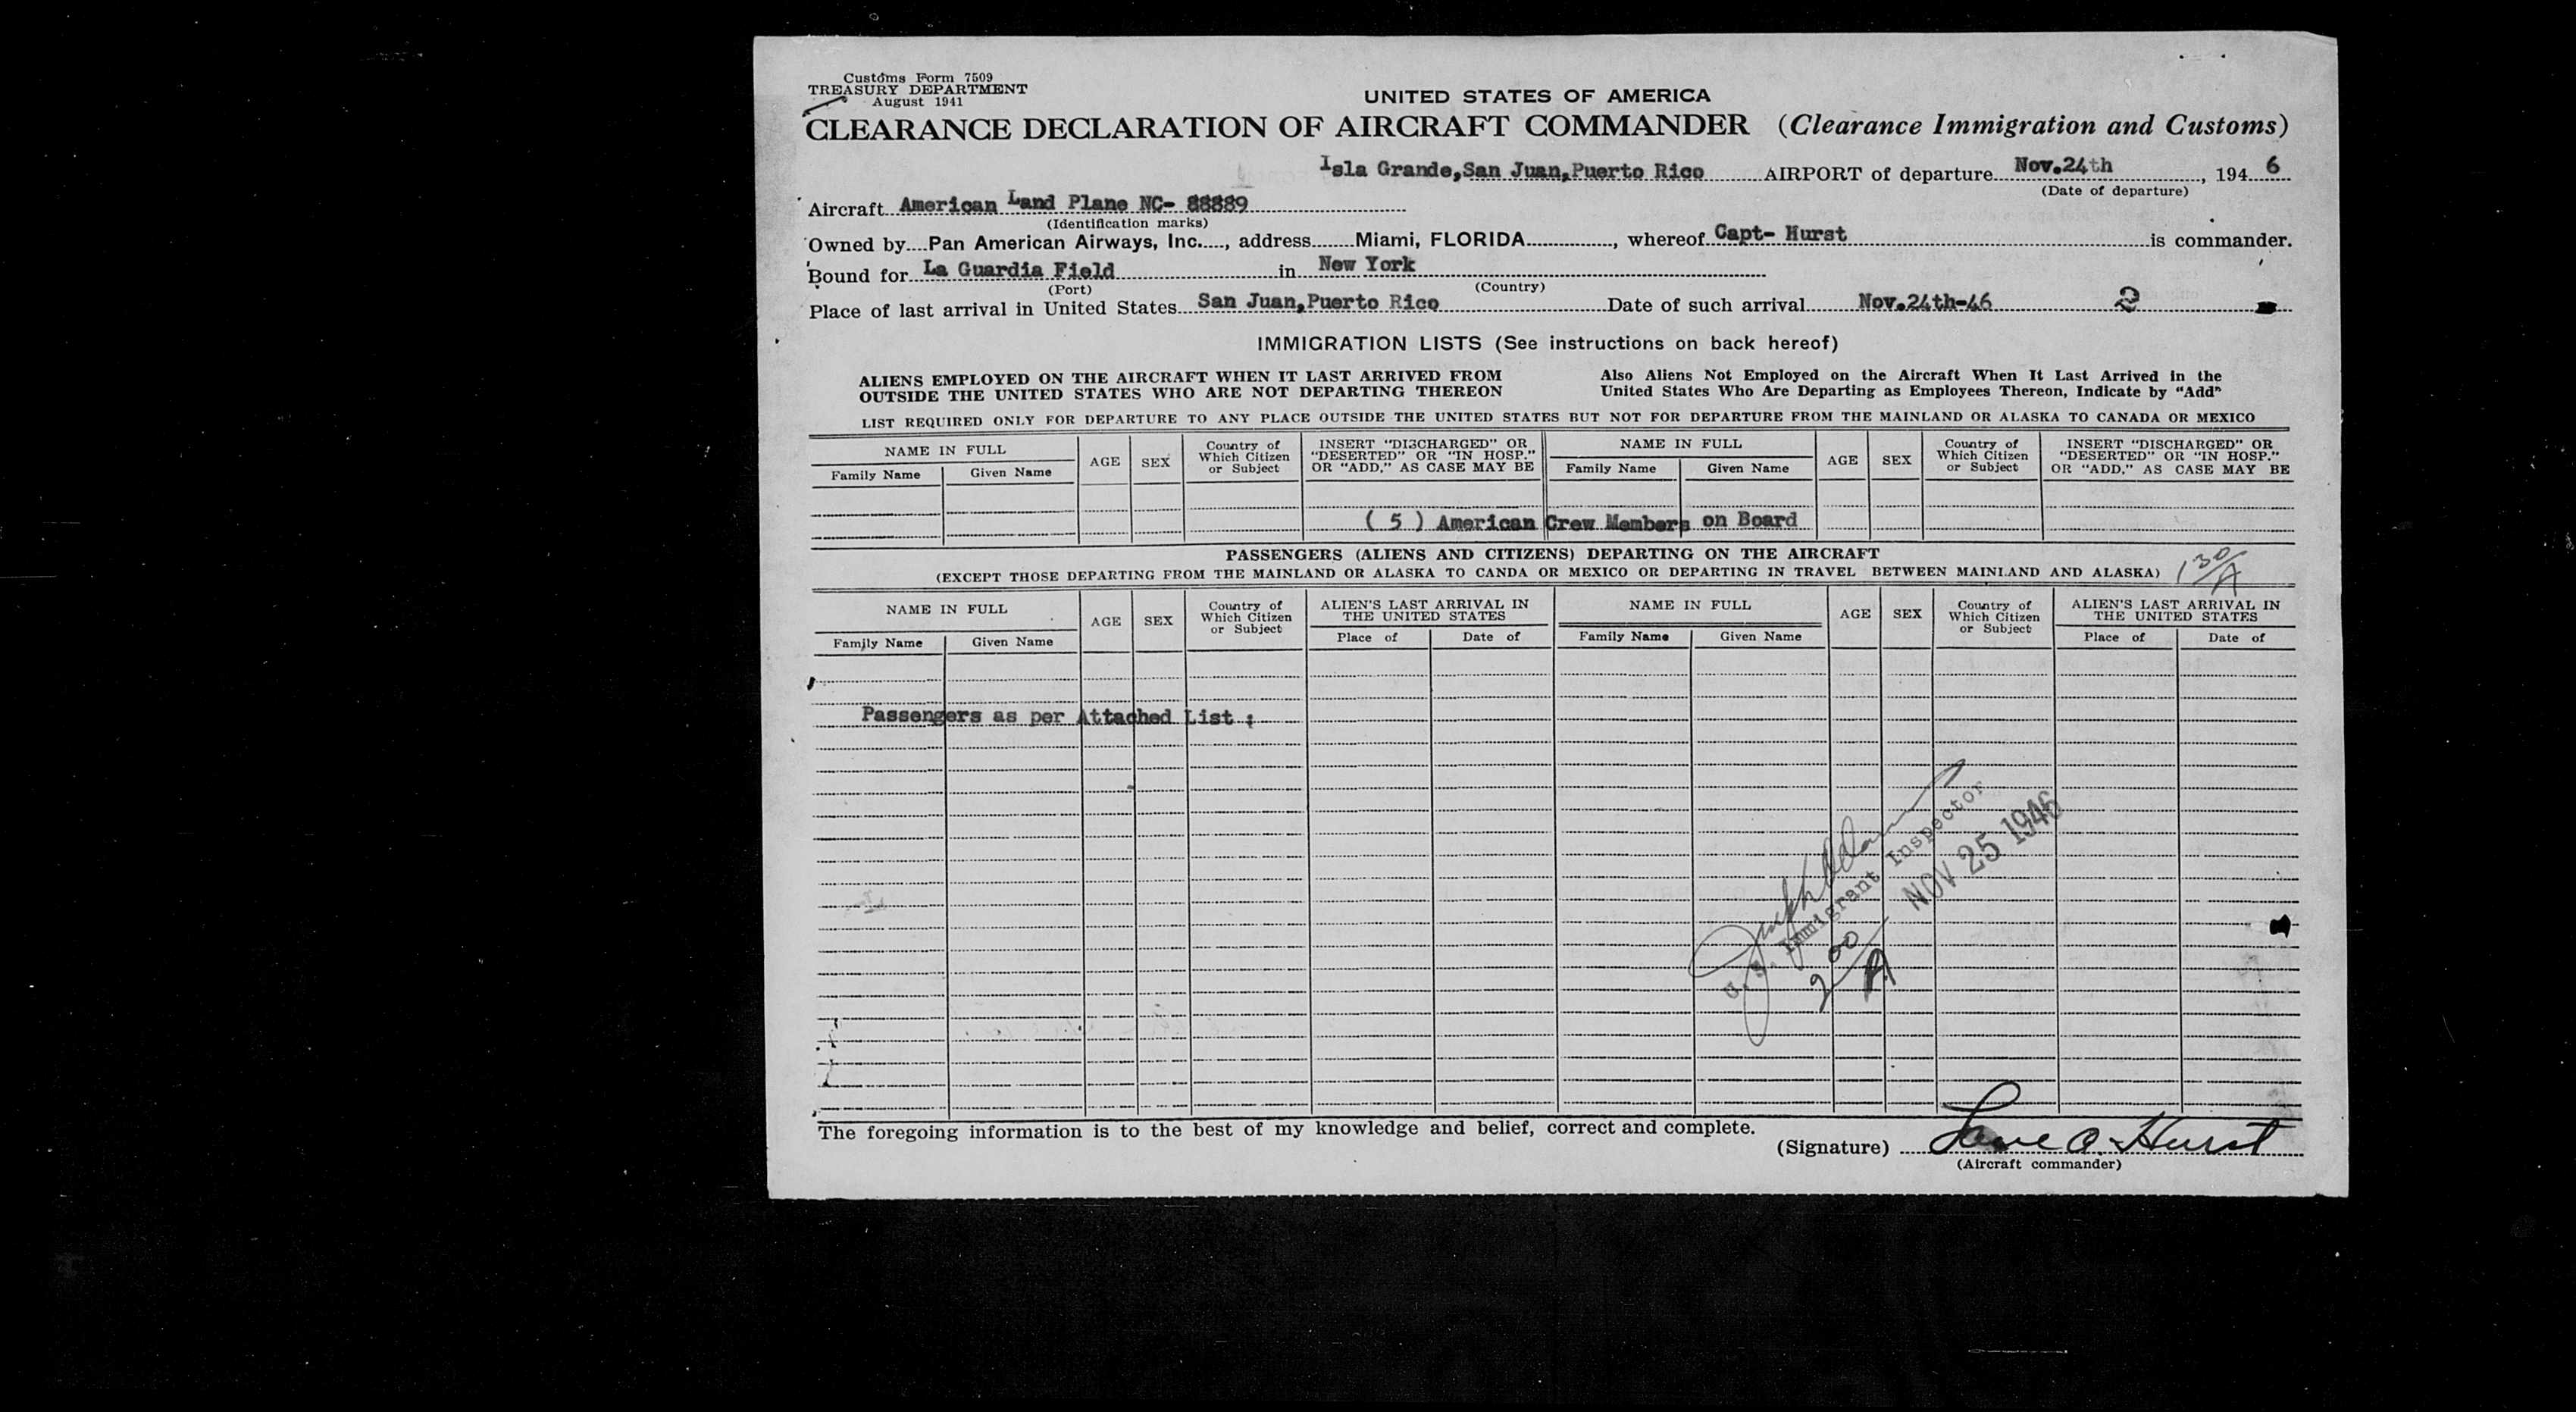 Customs Form 7509
TREASURY DEPARTMENT
August 1941
UNITED STATES OF AMERICA
CLEARANCE DECLARATION OF AIRCRAFT COMMANDER (Clearance Immigration and Customs)
Isla Grande,San Juan,Puerto Rico AIRPORT of departure Nov.24th, 194 6
(Date of departure)
Aircraft American Land Plane NC- 88889
(Identification marks)
Owned by Pan American Airways, Inc., address Miami, FLORIDA, whereof Capt- Hurst is commander.
Bound for La Guardia Field in New York
(Port) (Country)
Place of last arrival in United States San Juan,Puerto Rico Date of such arrival Nov.24th-46 2
IMMIGRATION LISTS (See instructions on back hereof)
ALIENS EMPLOYED ON THE AIRCRAFT WHEN IT LAST ARRIVED FROM
OUTSIDE THE UNITED STATES WHO ARE NOT DEPARTING THEREON
Also Aliens Not Employed on the Aircraft When It Last Arrived in the
United States Who Are Departing as Employees Thereon, Indicate by "Add"
LIST REQUIRED ONLY FOR DEPARTURE TO ANY PLACE OUTSIDE THE UNITED STATES BUT NOT FOR DEPARTURE FROM THE MAINLAND OR ALASKA TO CANADA OR MEXICO
NAME IN FULL
Family Name Given Name
AGE
SEX
Country of
Which Citizen
or Subject
INSERT "DISCHARGED" OR
"DESERTED" OR "IN HOSP."
OR "ADD," AS CASE MAY BE
NAME IN FULL
Family Name Given Name
AGE
SEX
Country of
Which Citizen
or Subject
INSERT "DISCHARGED" OR
"DESERTED" OR "IN HOSP."
OR "ADD," AS CASE MAY BE
( 5 ) American Crew Members on Board
PASSENGERS (ALIENS AND CITIZENS) DEPARTING ON THE AIRCRAFT
(EXCEPT THOSE DEPARTING FROM THE MAINLAND OR ALASKA TO CANDA OR MEXICO OR DEPARTING IN TRAVEL BETWEEN MAINLAND AND ALASKA)
130/A
NAME IN FULL
Family Name Given Name
AGE
SEX
Country of
Which Citizen
or Subject
ALIEN'S LAST ARRIVAL IN
THE UNITED STATES
Place of Date of
NAME IN FULL
Family Name Given Name
AGE
SEX
Country of
Which Citizen
or Subject
ALIEN'S LAST ARRIVAL IN
THE UNITED STATES
Place of Date of
Passengers as per Attached List ;
U. S. Immigrant Inspector
NOV 25 1946
200/A
The foregoing information is to the best of my knowledge and belief, correct and complete.
(Signature) Hurst
(Aircraft commander)